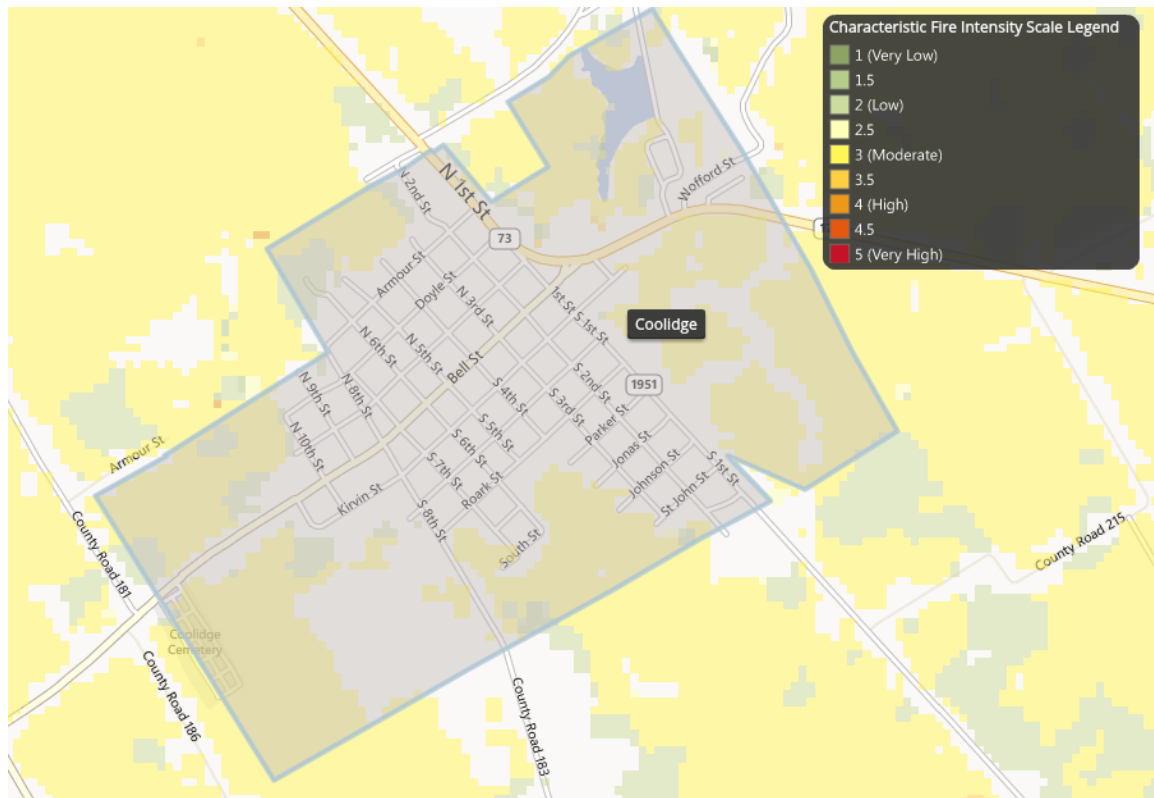 Characteristic Fire Intensity Scale Legend
1 (Very Low)
1.5
2 (Low)
2.5
3 (Moderate)
3.5
4 (High)
4.5
5 (Very High)
N 1st St
N 2nd St
Wofford St
73
Armour St
Doyle St
N 3rd St
1st St S 1st St
Coolidge
N 6th St
N 5th St
Bell St
1951
N 9th St
N 8th St
S 4th St
S 2nd St
S 3rd St
Parker St
N 10th St
S 5th St
S 6th St
Jonas St
S 1st St
Armour St
S 7th St
Roark St
Johnson St
St John St
Kirvin St
S 8th St
South St
County Road 181
County Road 215
Coolidge
Cemetery
County Road 186
County Road 183